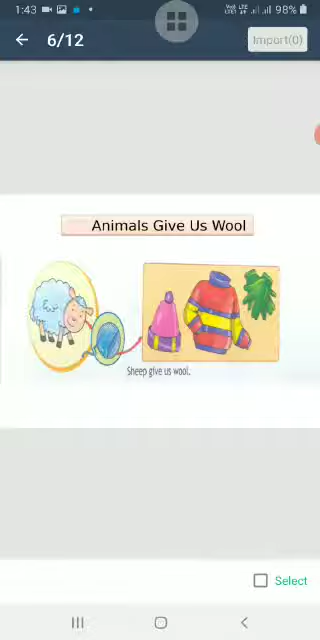 1:43 98%
6/12 Import(0)
Animals Give Us Wool
Sheep give us wool.
Select